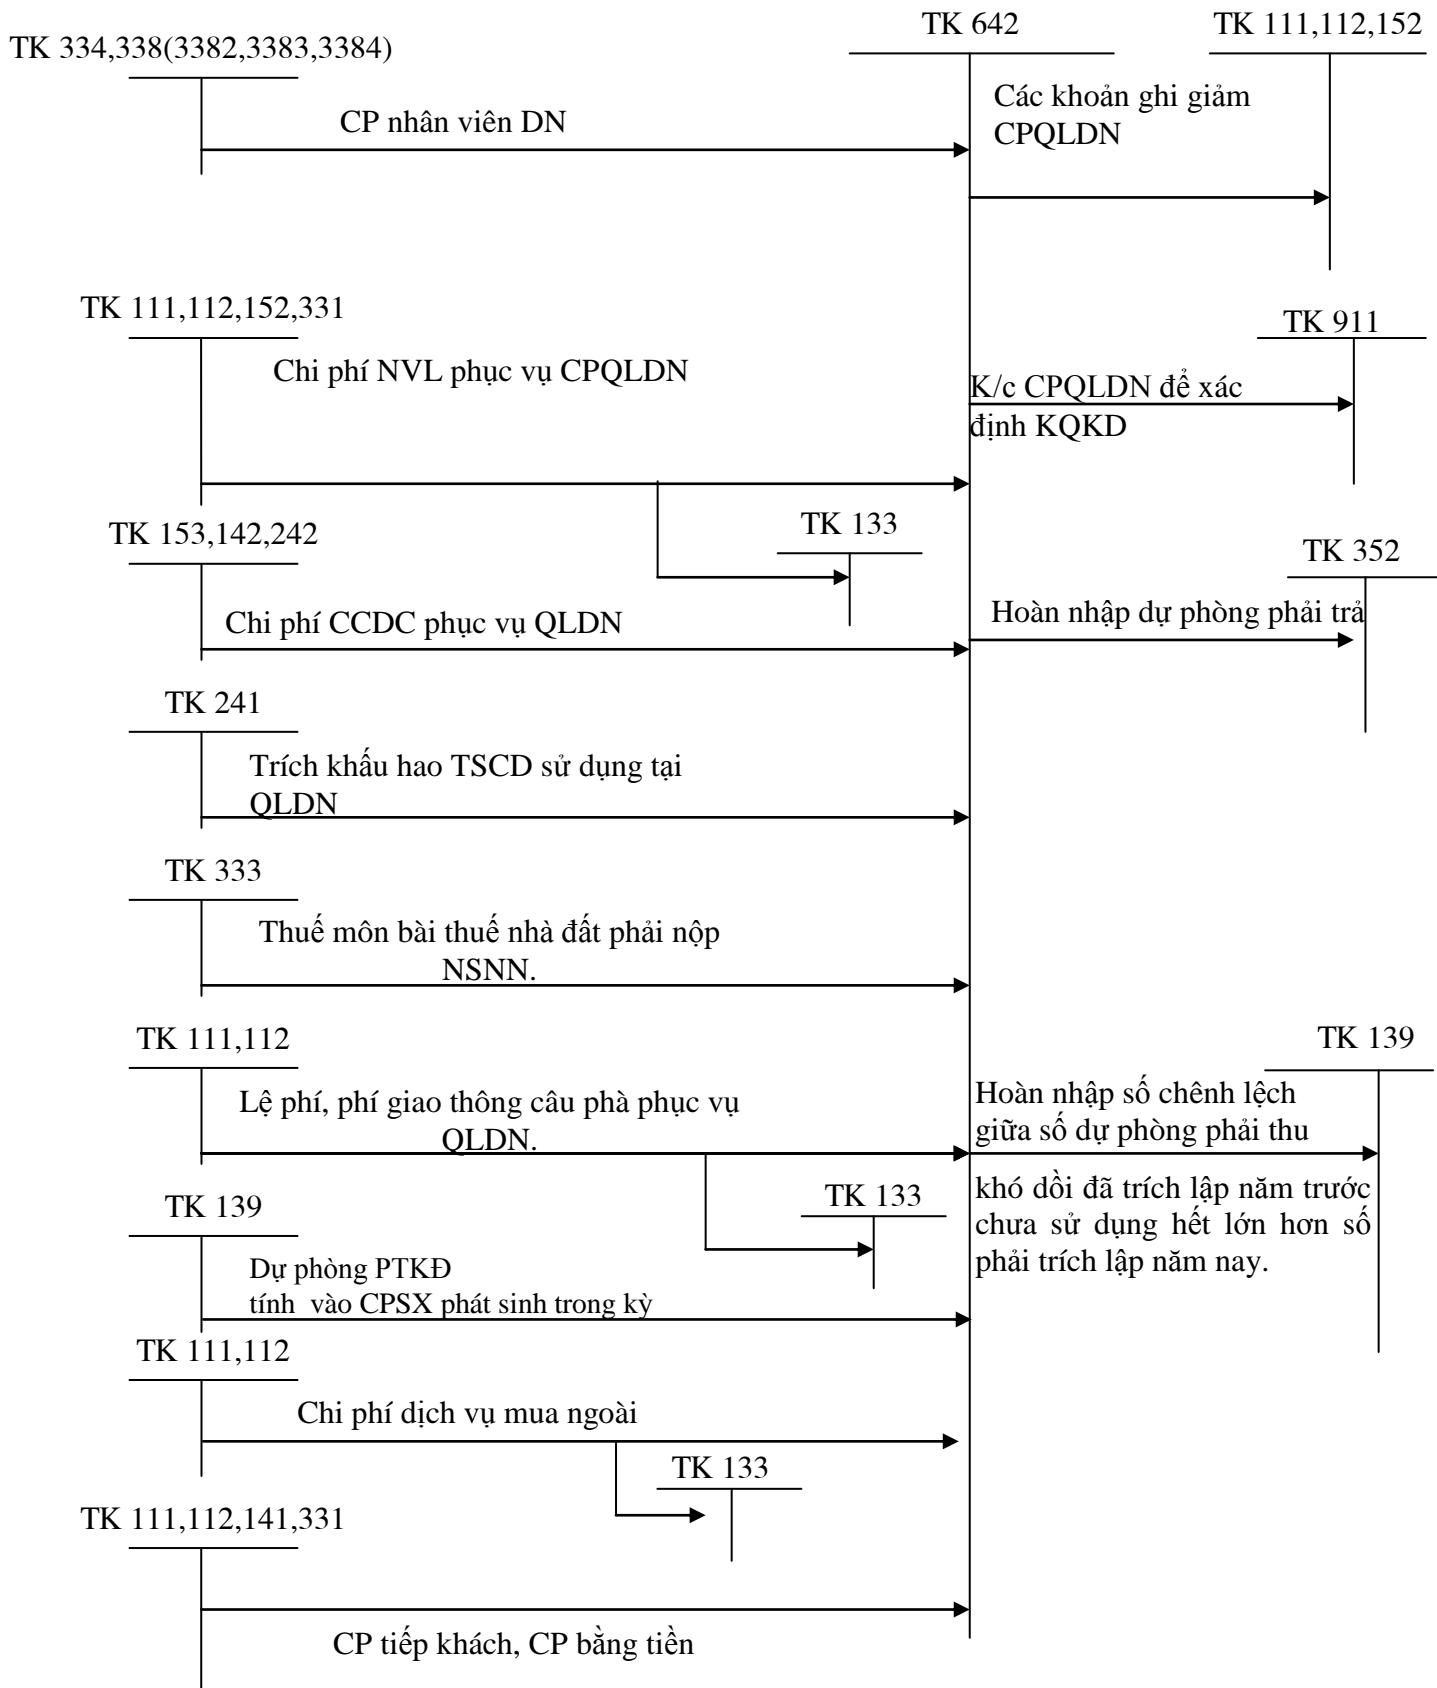 TK 642
TK 111,112,152
TK 334,338(3382,3383,3384)
Các khoản ghi giảm
CPQLDN
CP nhân viên DN
TK 111,112,152,331
TK 911
Chi phí NVL phục vụ CPQLDN
K/c CPQLDN để xác
định KQKD
TK 133
TK 153,142,242
TK 352
Chi phí CCDC phục vụ QLDN
Hoàn nhập dự phòng phải trả
TK 241
Trích khấu hao TSCD sử dụng tại
QLDN
TK 333
Thuế môn bài thuế nhà đất phải nộp
NSNN.
TK 111,112
TK 139
Lệ phí, phí giao thông câu phà phục vụ
QLDN.
Hoàn nhập số chênh lệch
giữa số dự phòng phải thu
khó dồi đã trích lập năm trước
chưa sử dụng hết lớn hơn số
phải trích lập năm nay.
TK 133
TK 139
Dự phòng PTKĐ
tính vào CPSX phát sinh trong kỳ
TK 111,112
Chi phí dịch vụ mua ngoài
TK 133
TK 111,112,141,331
CP tiếp khách, CP bằng tiền